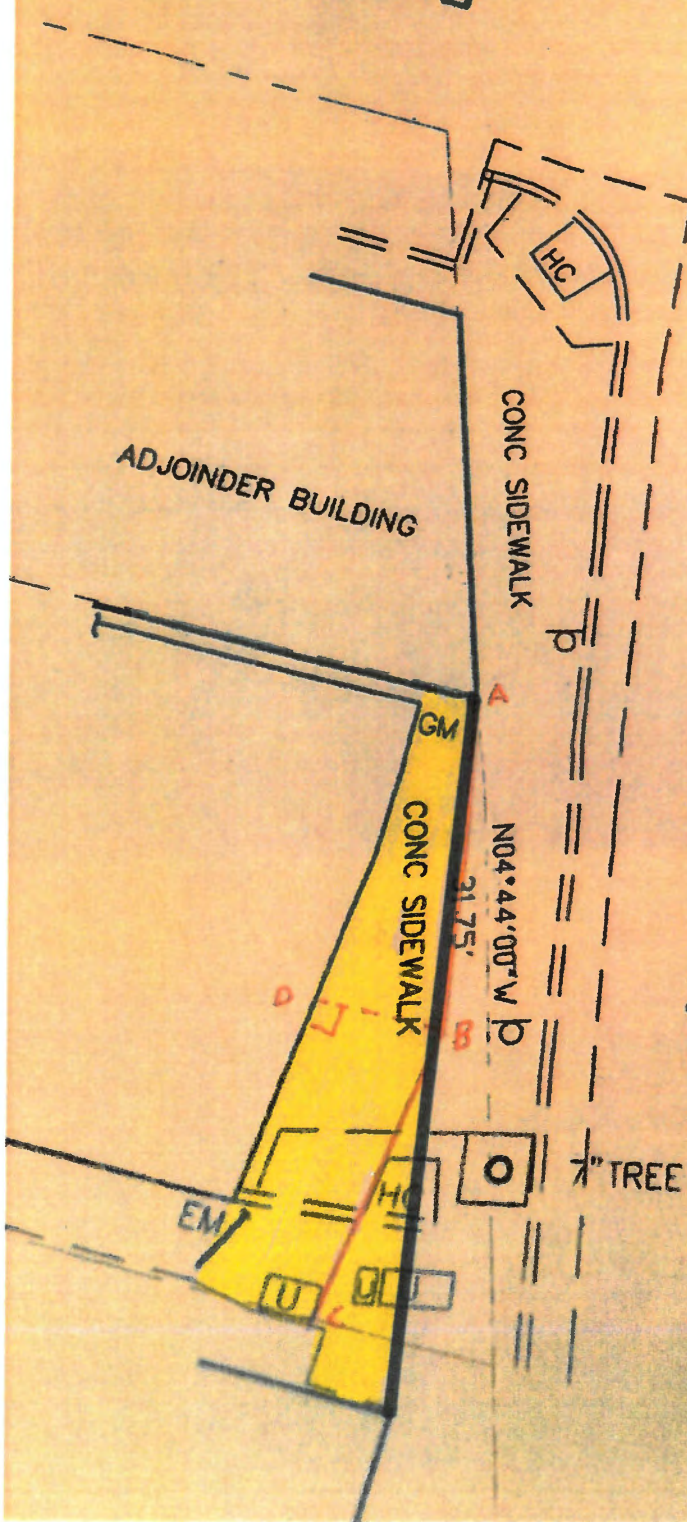 HC
CONC SIDEWALK
ADJOINDER BUILDING
A
GM
CONC SIDEWALK
N04°44'00"W
31.75'
D
B
TREE
HC
EM
U
U
C